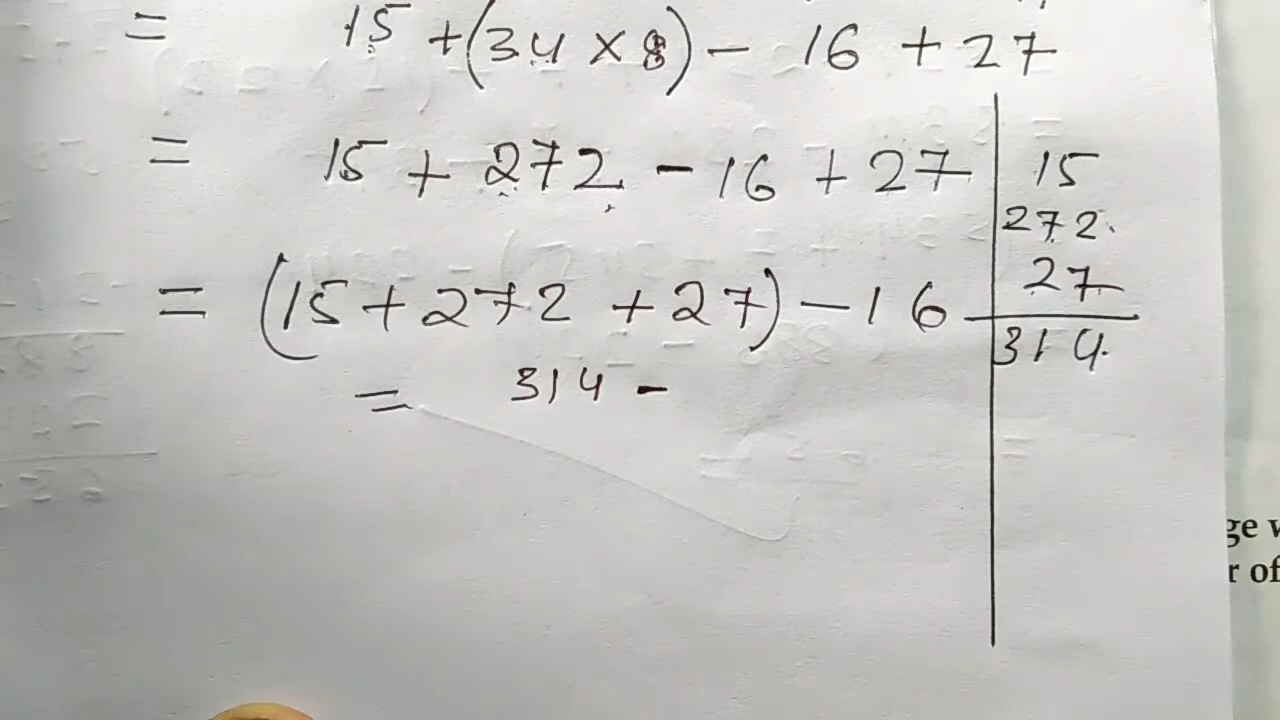 = 15 + (34 × 8) − 16 + 27
= 15 + 272 − 16 + 27
15
272
= (15 + 272 + 27) − 16
27
314
= 314 −
r of